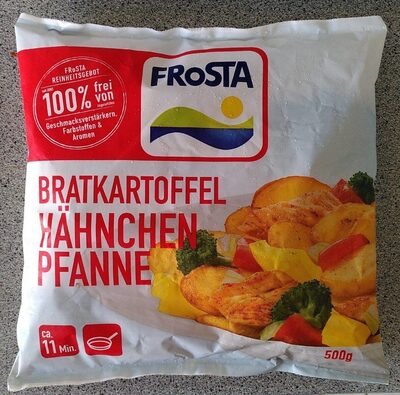 FRoSTA
REINHEITSGEBOT
100% frei
von
Geschmacksverstärkern,
Farbstoffen &
Aromen
FRoSTA
BRATKARTOFFEL
HÄHNCHEN
PFANNE
ca.
11 Min.
500g